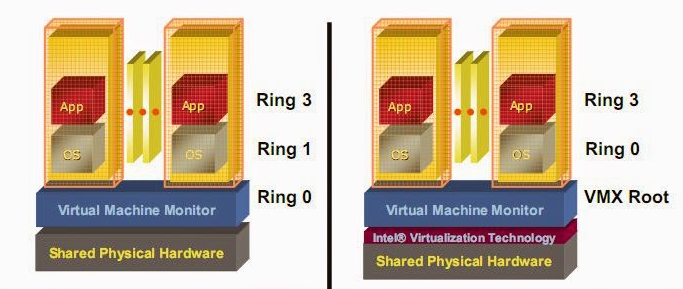 App
OS
App
OS
Ring 3
Ring 1
Ring 0
Virtual Machine Monitor
Shared Physical Hardware
App
OS
App
OS
Ring 3
Ring 0
VMX Root
Virtual Machine Monitor
Intel® Virtualization Technology
Shared Physical Hardware